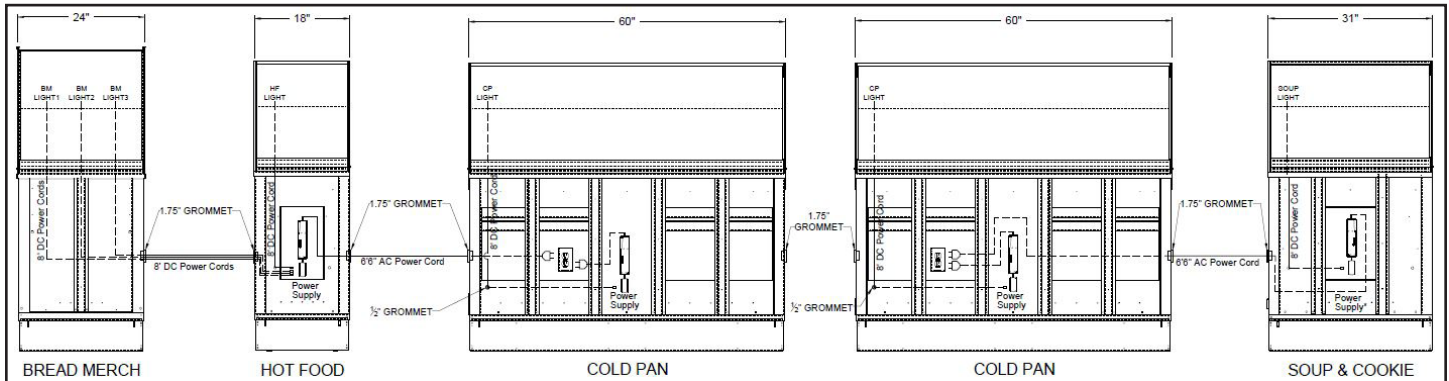 24"
18"
60"
60"
31"
BM
LIGHT1
BM
LIGHT2
BM
LIGHT3
HF
LIGHT
CP
LIGHT
CP
LIGHT
SOUP
LIGHT
8" DC Power Cords
1.75" GROMMET
8' DC Power Cords
8' DC Power Cord
Power
Supply
1.75" GROMMET
6'6" AC Power Cord
½" GROMMET
8' DC Power Cord
Power
Supply
1.75"
GROMMET
½" GROMMET
8' DC Power Cord
Power
Supply
1.75" GROMMET
6'6" AC Power Cord
8' DC Power Cord
Power
Supply"
BREAD MERCH
HOT FOOD
COLD PAN
COLD PAN
SOUP & COOKIE